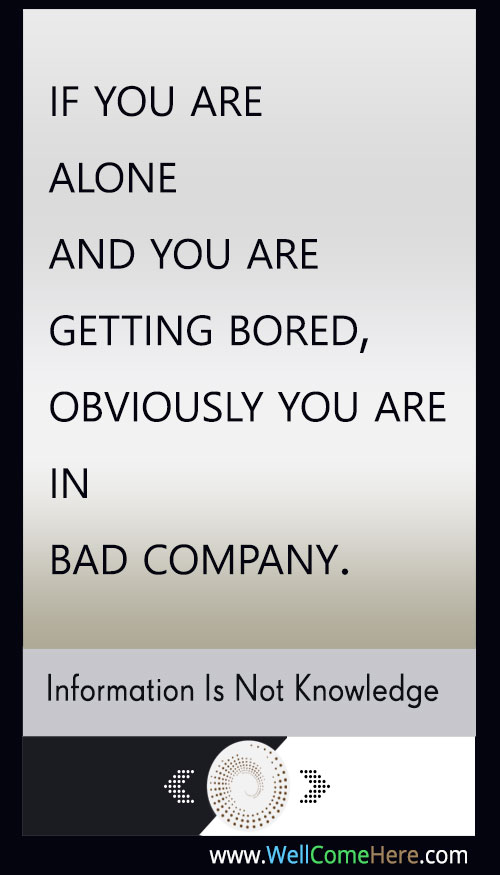 IF YOU ARE
ALONE
AND YOU ARE
GETTING BORED,
OBVIOUSLY YOU ARE
IN
BAD COMPANY.
Information Is Not Knowledge
www.WellComeHere.com